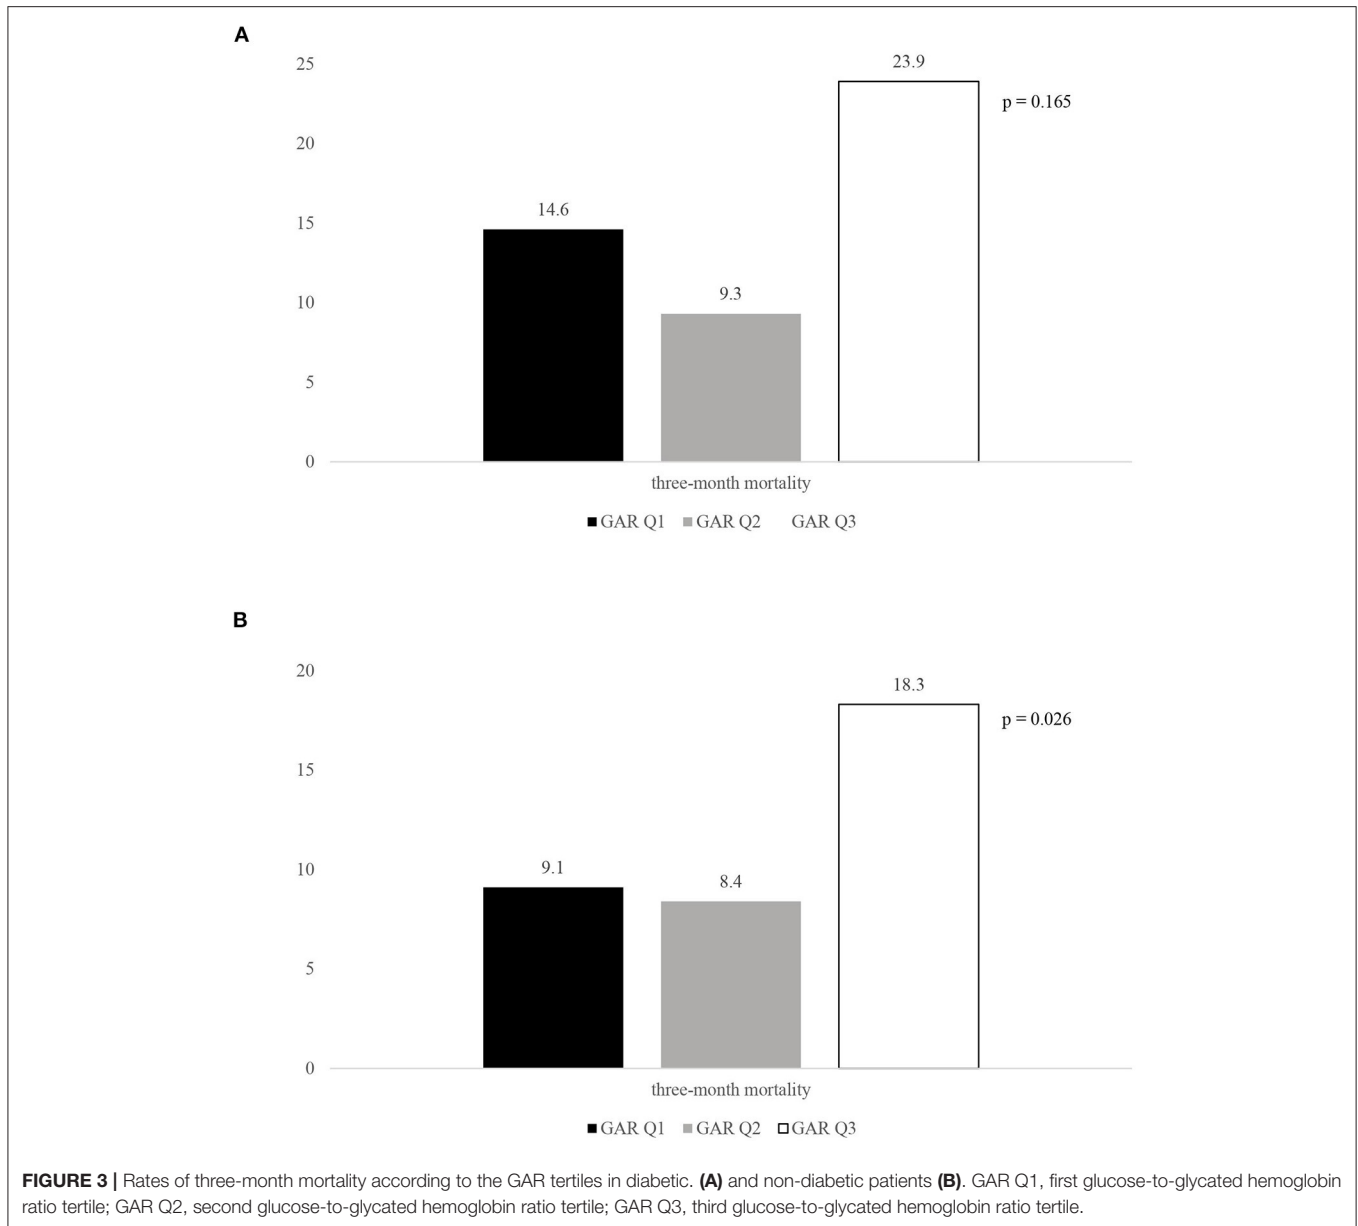 A
25
20
15
10
5
0
14.6
9.3
23.9
p = 0.165
three-month mortality
GAR Q1 GAR Q2 GAR Q3
B
20
15
10
5
0
9.1
8.4
18.3
p = 0.026
three-month mortality
GAR Q1 GAR Q2 GAR Q3
FIGURE 3 | Rates of three-month mortality according to the GAR tertiles in diabetic. (A) and non-diabetic patients (B). GAR Q1, first glucose-to-glycated hemoglobin
ratio tertile; GAR Q2, second glucose-to-glycated hemoglobin ratio tertile; GAR Q3, third glucose-to-glycated hemoglobin ratio tertile.